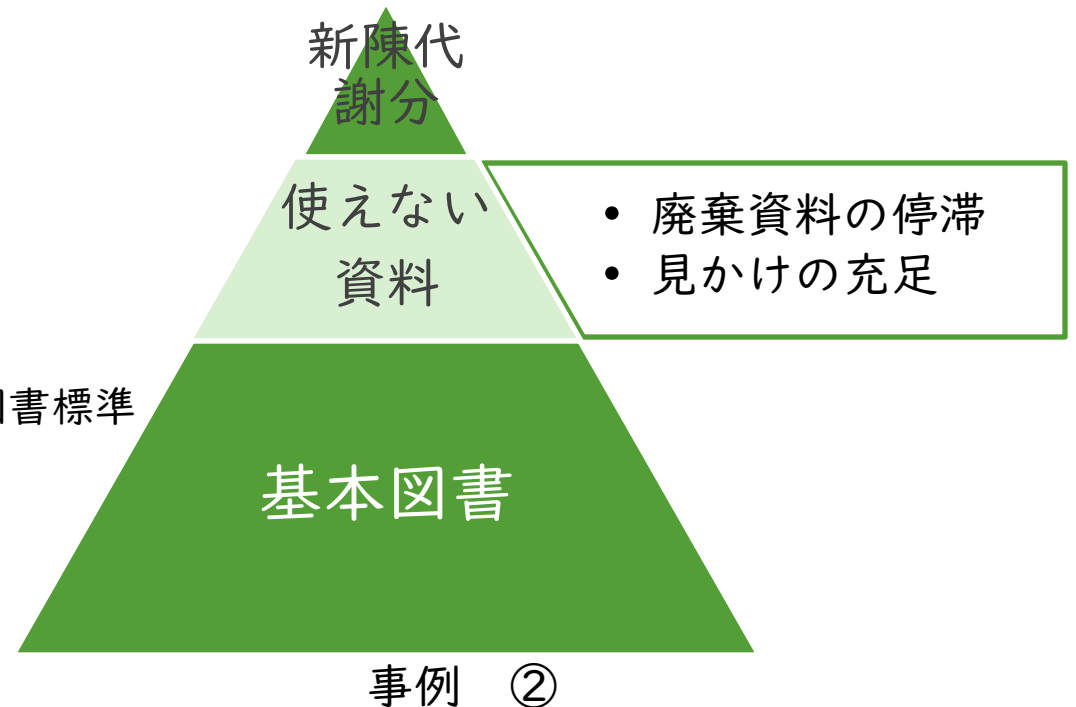 新陳代
謝分
使えない
資料
• 廃棄資料の停滞
• 見かけの充足
書標準
基本図書
事例　②